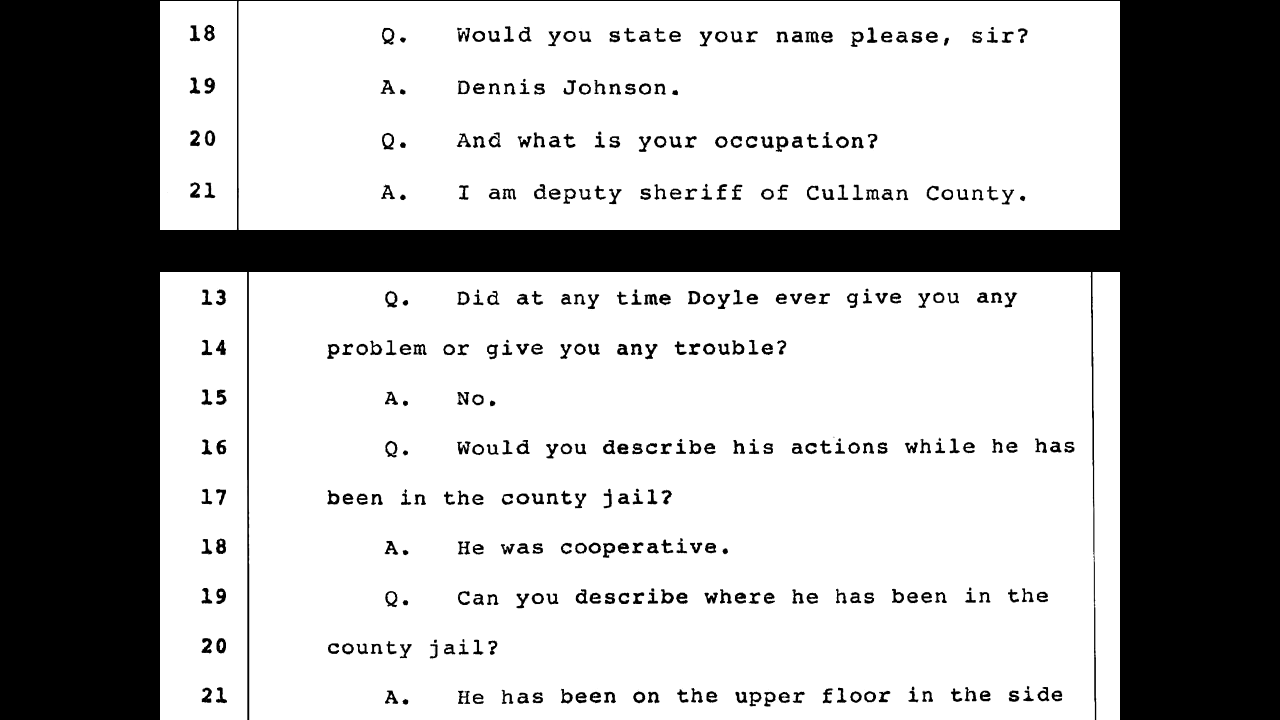 18 Q. Would you state your name please, sir?
19 A. Dennis Johnson.
20 Q. And what is your occupation?
21 A. I am deputy sheriff of Cullman County.
13 Q. Did at any time Doyle ever give you any
14 problem or give you any trouble?
15 A. No.
16 Q. Would you describe his actions while he has
17 been in the county jail?
18 A. He was cooperative.
19 Q. Can you describe where he has been in the
20 county jail?
21 A. He has been on the upper floor in the side